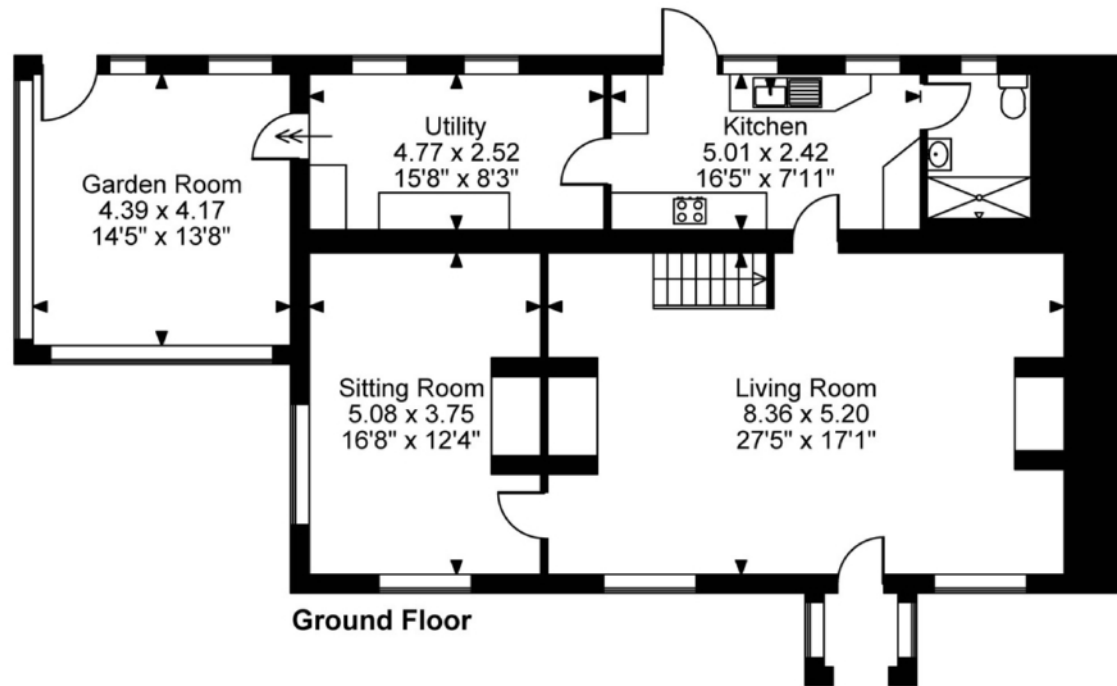 Utility
4.77 x 2.52
15'8" x 8'3"
Kitchen
5.01 x 2.42
16'5" x 7'11"
Garden Room
4.39 x 4.17
14'5" x 13'8"
Sitting Room
5.08 x 3.75
16'8" x 12'4"
Living Room
8.36 x 5.20
27'5" x 17'1"
Ground Floor